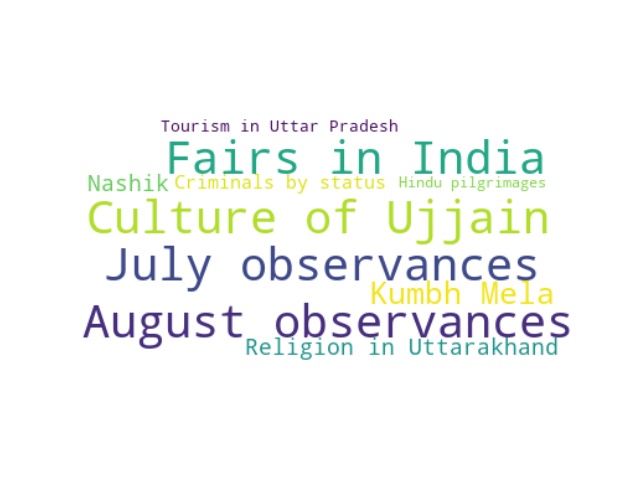 Tourism in Uttar Pradesh
Fairs in India
Nashik Criminals by status Hindu pilgrimages
Culture of Ujjain
July observances
Kumbh Mela
August observances
Religion in Uttarakhand